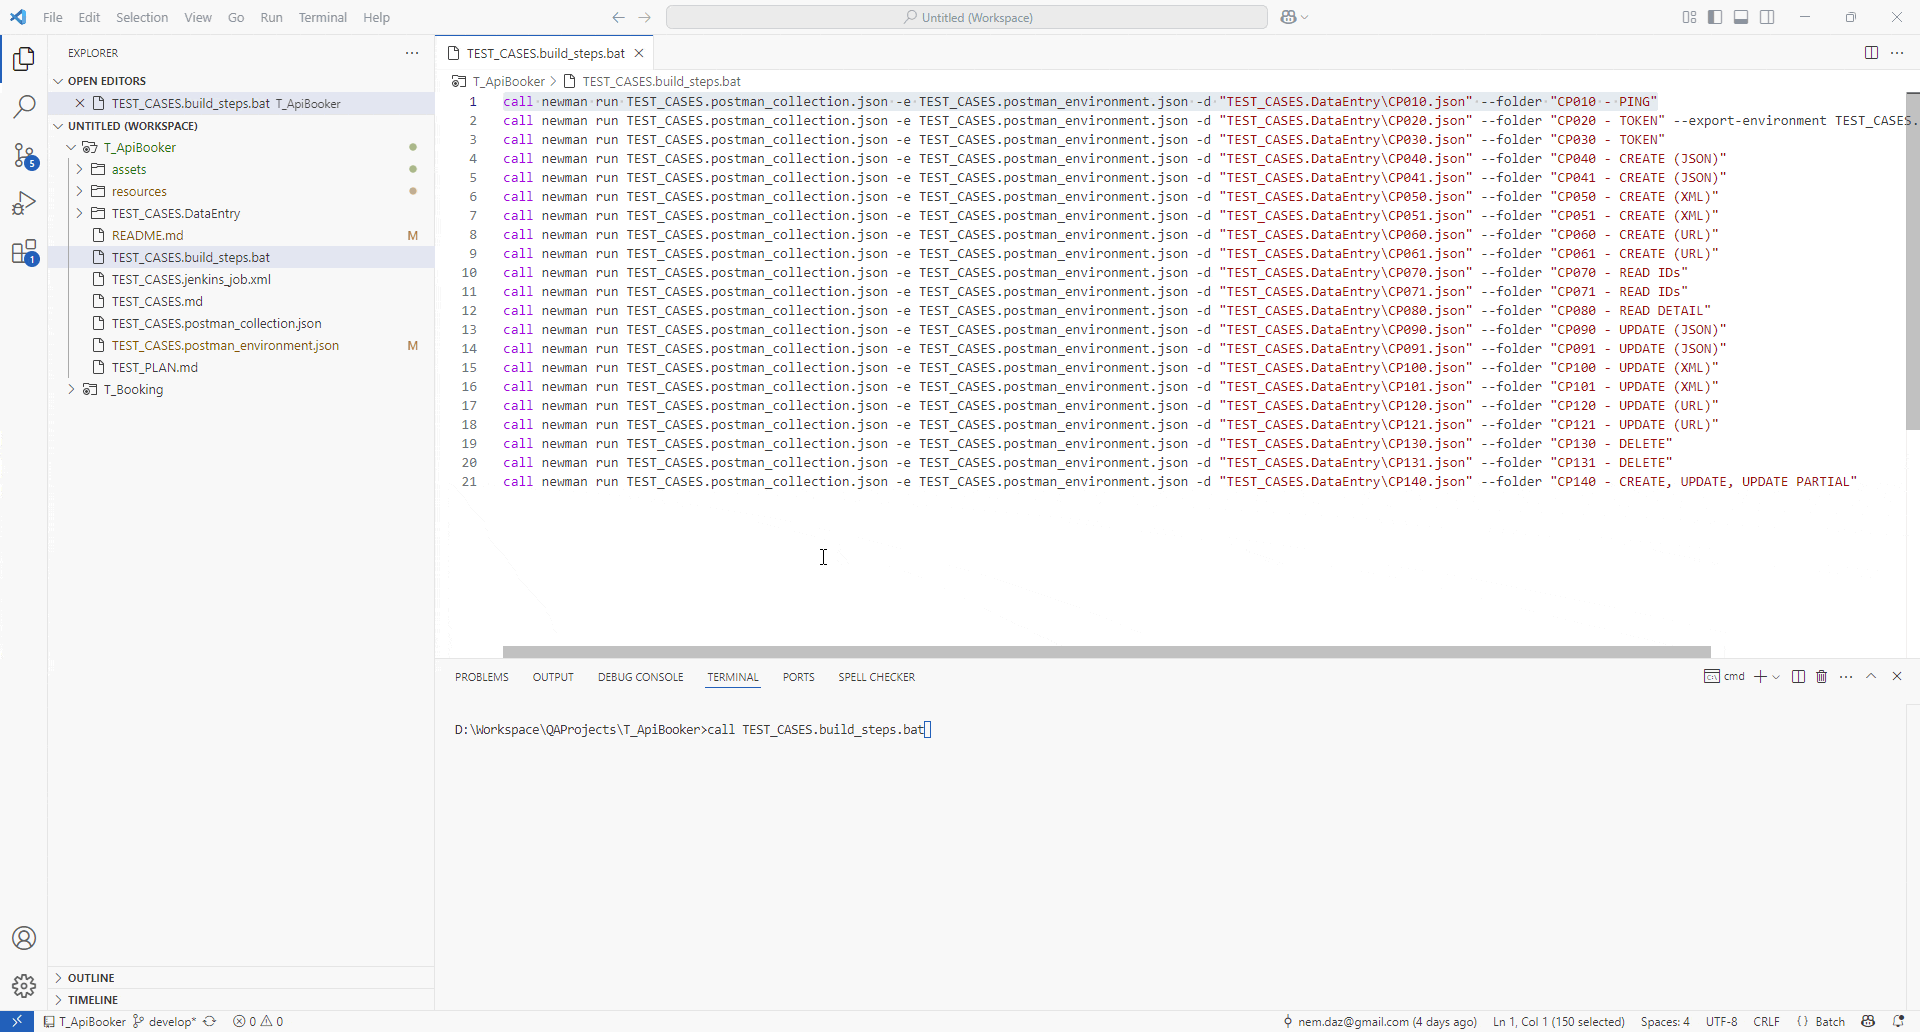 File Edit Selection View Go Run Terminal Help
Untitled (Workspace)
EXPLORER
OPEN EDITORS
TEST_CASES.build_steps.bat T_ApiBooker
UNTITLED (WORKSPACE)
T_ApiBooker
assets
resources
TEST_CASES.DataEntry
README.md M
TEST_CASES.build_steps.bat
TEST_CASES.jenkins_job.xml
TEST_CASES.md
TEST_CASES.postman_collection.json
TEST_CASES.postman_environment.json M
TEST_PLAN.md
T_Booking
5
1
OUTLINE
TIMELINE
TEST_CASES.build_steps.bat
T_ApiBooker > TEST_CASES.build_steps.bat
1 call newman run TEST_CASES.postman_collection.json -e TEST_CASES.postman_environment.json -d "TEST_CASES.DataEntry\CP010.json" --folder "CP010 - PING"
2 call newman run TEST_CASES.postman_collection.json -e TEST_CASES.postman_environment.json -d "TEST_CASES.DataEntry\CP020.json" --folder "CP020 - TOKEN" --export-environment TEST_CASES.
3 call newman run TEST_CASES.postman_collection.json -e TEST_CASES.postman_environment.json -d "TEST_CASES.DataEntry\CP030.json" --folder "CP030 - TOKEN"
4 call newman run TEST_CASES.postman_collection.json -e TEST_CASES.postman_environment.json -d "TEST_CASES.DataEntry\CP040.json" --folder "CP040 - CREATE (JSON)"
5 call newman run TEST_CASES.postman_collection.json -e TEST_CASES.postman_environment.json -d "TEST_CASES.DataEntry\CP041.json" --folder "CP041 - CREATE (JSON)"
6 call newman run TEST_CASES.postman_collection.json -e TEST_CASES.postman_environment.json -d "TEST_CASES.DataEntry\CP050.json" --folder "CP050 - CREATE (XML)"
7 call newman run TEST_CASES.postman_collection.json -e TEST_CASES.postman_environment.json -d "TEST_CASES.DataEntry\CP051.json" --folder "CP051 - CREATE (XML)"
8 call newman run TEST_CASES.postman_collection.json -e TEST_CASES.postman_environment.json -d "TEST_CASES.DataEntry\CP060.json" --folder "CP060 - CREATE (URL)"
9 call newman run TEST_CASES.postman_collection.json -e TEST_CASES.postman_environment.json -d "TEST_CASES.DataEntry\CP061.json" --folder "CP061 - CREATE (URL)"
10 call newman run TEST_CASES.postman_collection.json -e TEST_CASES.postman_environment.json -d "TEST_CASES.DataEntry\CP070.json" --folder "CP070 - READ IDs"
11 call newman run TEST_CASES.postman_collection.json -e TEST_CASES.postman_environment.json -d "TEST_CASES.DataEntry\CP071.json" --folder "CP071 - READ IDs"
12 call newman run TEST_CASES.postman_collection.json -e TEST_CASES.postman_environment.json -d "TEST_CASES.DataEntry\CP080.json" --folder "CP080 - READ DETAIL"
13 call newman run TEST_CASES.postman_collection.json -e TEST_CASES.postman_environment.json -d "TEST_CASES.DataEntry\CP090.json" --folder "CP090 - UPDATE (JSON)"
14 call newman run TEST_CASES.postman_collection.json -e TEST_CASES.postman_environment.json -d "TEST_CASES.DataEntry\CP091.json" --folder "CP091 - UPDATE (JSON)"
15 call newman run TEST_CASES.postman_collection.json -e TEST_CASES.postman_environment.json -d "TEST_CASES.DataEntry\CP100.json" --folder "CP100 - UPDATE (XML)"
16 call newman run TEST_CASES.postman_collection.json -e TEST_CASES.postman_environment.json -d "TEST_CASES.DataEntry\CP101.json" --folder "CP101 - UPDATE (XML)"
17 call newman run TEST_CASES.postman_collection.json -e TEST_CASES.postman_environment.json -d "TEST_CASES.DataEntry\CP120.json" --folder "CP120 - UPDATE (URL)"
18 call newman run TEST_CASES.postman_collection.json -e TEST_CASES.postman_environment.json -d "TEST_CASES.DataEntry\CP121.json" --folder "CP121 - UPDATE (URL)"
19 call newman run TEST_CASES.postman_collection.json -e TEST_CASES.postman_environment.json -d "TEST_CASES.DataEntry\CP130.json" --folder "CP130 - DELETE"
20 call newman run TEST_CASES.postman_collection.json -e TEST_CASES.postman_environment.json -d "TEST_CASES.DataEntry\CP131.json" --folder "CP131 - DELETE"
21 call newman run TEST_CASES.postman_collection.json -e TEST_CASES.postman_environment.json -d "TEST_CASES.DataEntry\CP140.json" --folder "CP140 - CREATE, UPDATE, UPDATE PARTIAL"
PROBLEMS OUTPUT DEBUG CONSOLE TERMINAL PORTS SPELL CHECKER cmd
D:\Workspace\QAProjects\T_ApiBooker>call TEST_CASES.build_steps.bat
T_ApiBooker develop* 0 0 nem.daz@gmail.com (4 days ago) Ln 1, Col 1 (150 selected) Spaces: 4 UTF-8 CRLF Batch